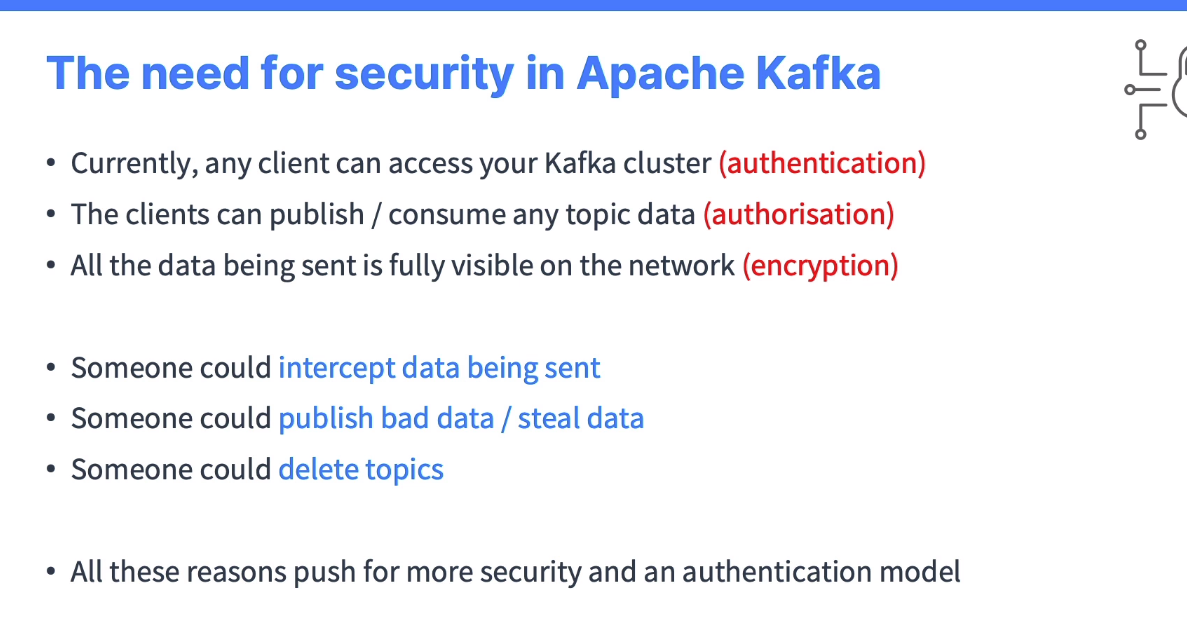 The need for security in Apache Kafka
• Currently, any client can access your Kafka cluster (authentication)
• The clients can publish / consume any topic data (authorisation)
• All the data being sent is fully visible on the network (encryption)
• Someone could intercept data being sent
• Someone could publish bad data / steal data
• Someone could delete topics
• All these reasons push for more security and an authentication model